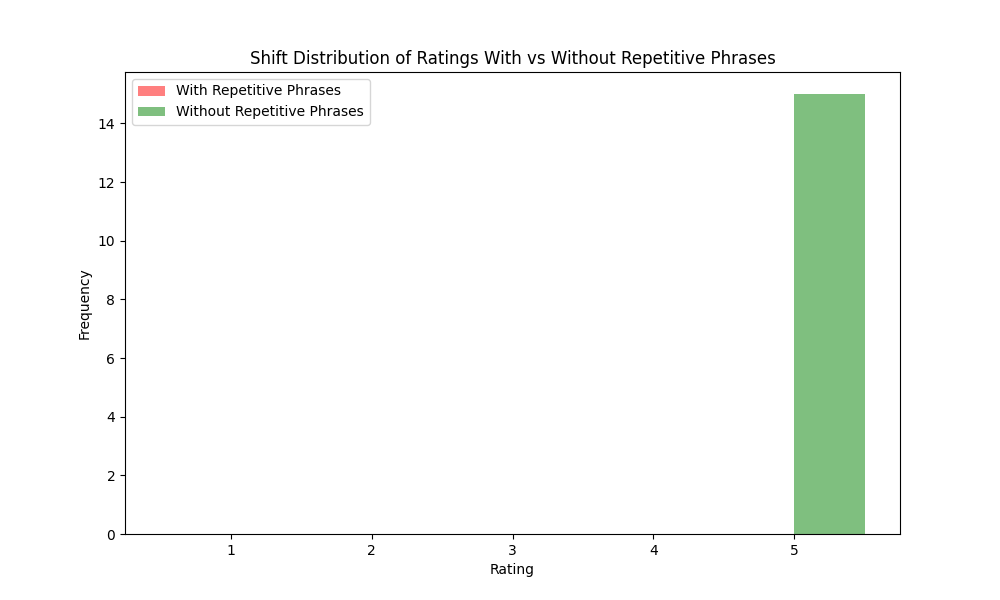 Shift Distribution of Ratings With vs Without Repetitive Phrases
With Repetitive Phrases
Without Repetitive Phrases
14
12
10
8
6
4
2
0
Frequency
1 2 3 4 5
Rating